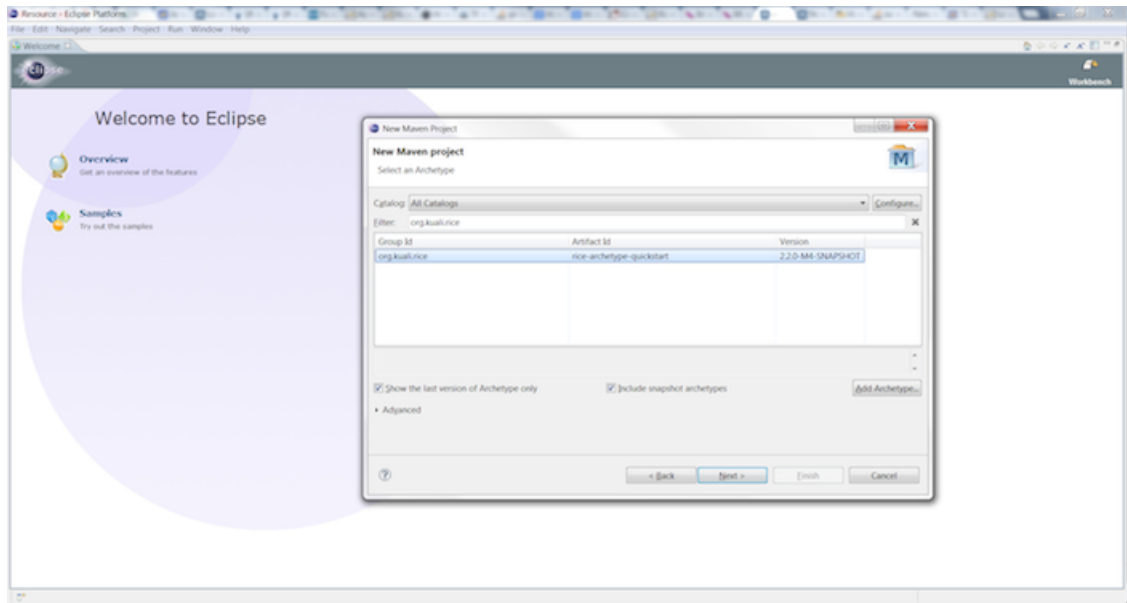 Resource - Eclipse Platform
File Edit Navigate Search Project Run Window Help
Welcome
eclipse
Workbench
Welcome to Eclipse
Overview
Get an overview of the features
Samples
Try out the samples
New Maven Project
New Maven project
Select an Archetype
M
Catalog: All Catalogs Configure...
Filter: org.kuali.rice
Group Id Artifact Id Version
org.kuali.rice rice-archetype-quickstart 2.2.0-M4-SNAPSHOT
Show the last version of Archetype only Include snapshot archetypes Add Archetype...
Advanced
< Back Next > Finish Cancel